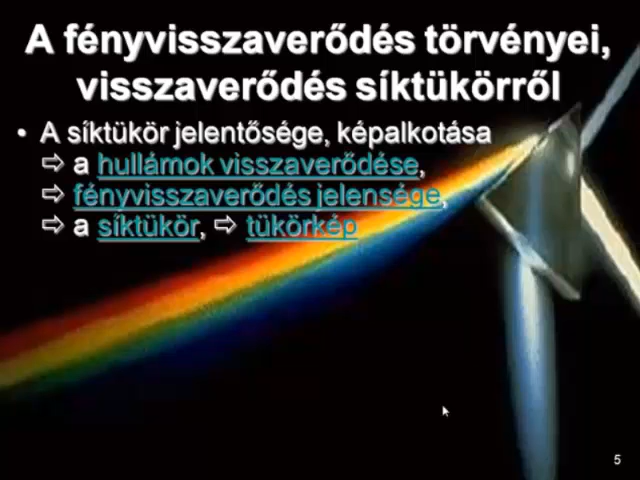 A fényvisszaverődés törvényei,
visszaverődés síktükörről
• A síktükör jelentősége, képalkotása
⇨ a hullámok visszaverődése,
⇨ fényvisszaverődés jelensége,
⇨ a síktükör, ⇨ tükörkép
5